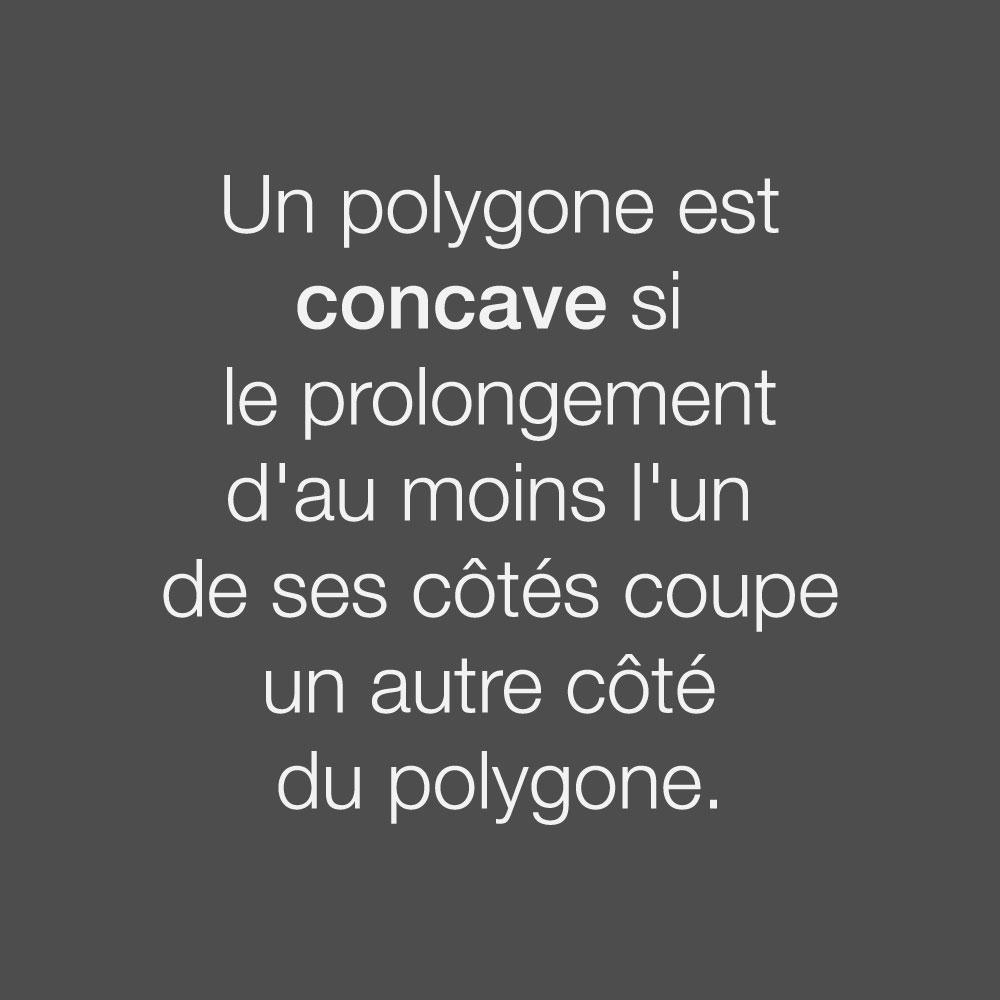 Un polygone est
concave si
le prolongement
d'au moins l'un
de ses côtés coupe
un autre côté
du polygone.